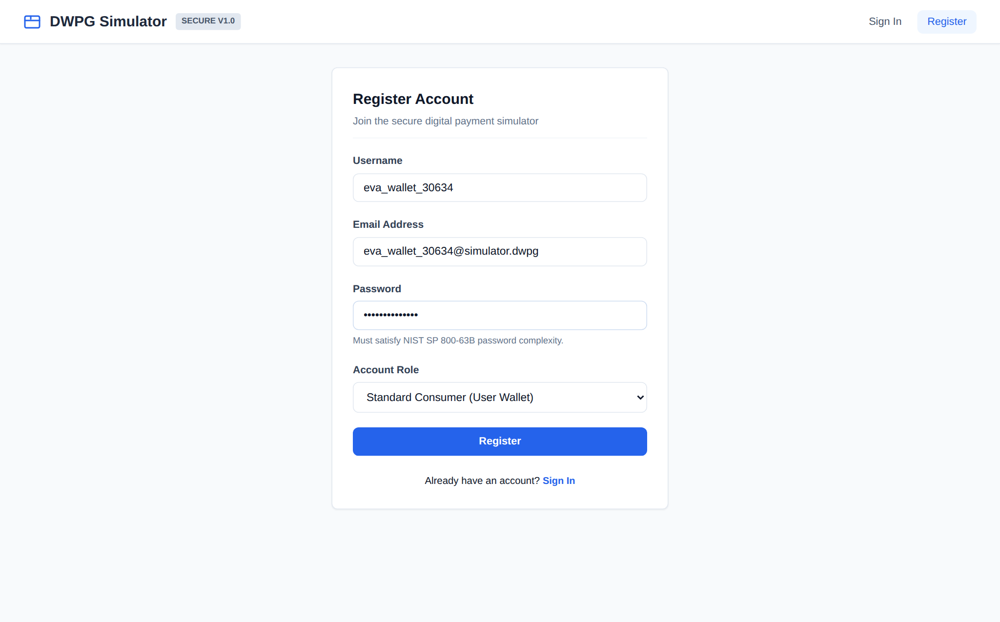 DWPG Simulator SECURE V1.0 Sign In Register
Register Account
Join the secure digital payment simulator
Username
eva_wallet_30634
Email Address
eva_wallet_30634@simulator.dwpg
Password
••••••••••••••
Must satisfy NIST SP 800-63B password complexity.
Account Role
Standard Consumer (User Wallet)
Register
Already have an account? Sign In